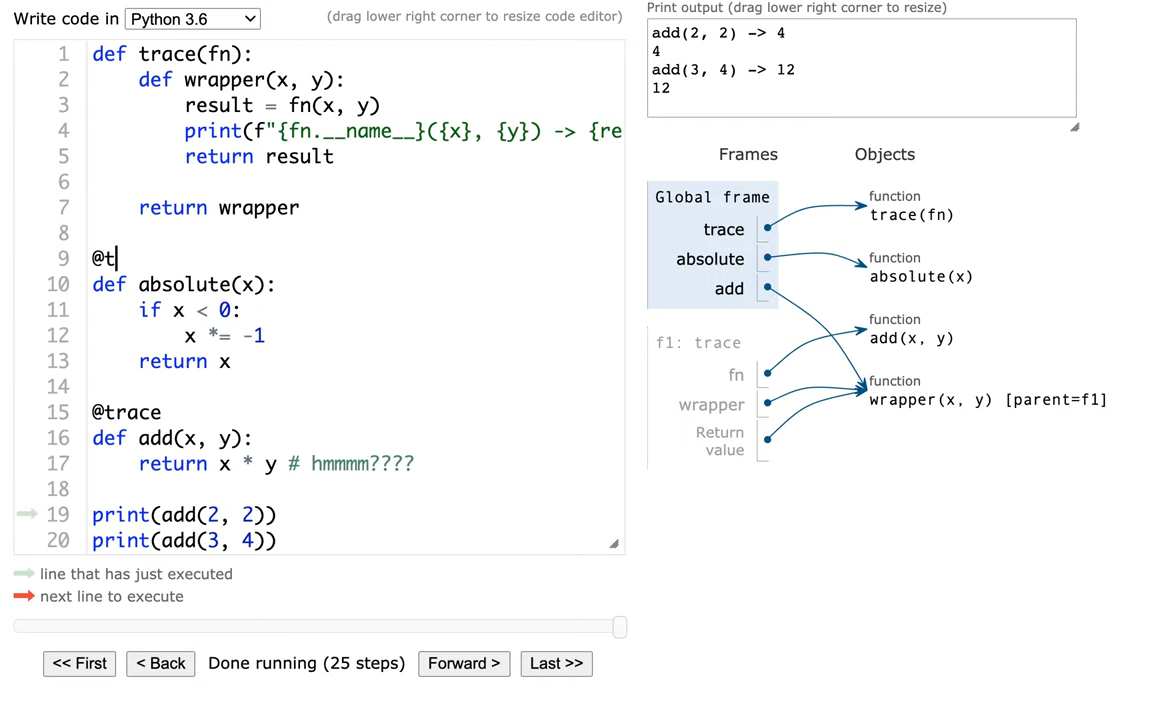 Write code in Python 3.6
(drag lower right corner to resize code editor)
1 def trace(fn):
2     def wrapper(x, y):
3         result = fn(x, y)
4         print(f"{fn.__name__}({x}, {y}) -> {re
5         return result
6
7     return wrapper
8
9 @t
10 def absolute(x):
11     if x < 0:
12         x *= -1
13     return x
14
15 @trace
16 def add(x, y):
17     return x * y # hmmmm????
18
19 print(add(2, 2))
20 print(add(3, 4))
line that has just executed
next line to execute
<< First < Back Done running (25 steps) Forward > Last >>
Print output (drag lower right corner to resize)
add(2, 2) -> 4
4
add(3, 4) -> 12
12
Frames Objects
Global frame
trace
absolute
add
f1: trace
fn
wrapper
Return
value
function
trace(fn)
function
absolute(x)
function
add(x, y)
function
wrapper(x, y) [parent=f1]